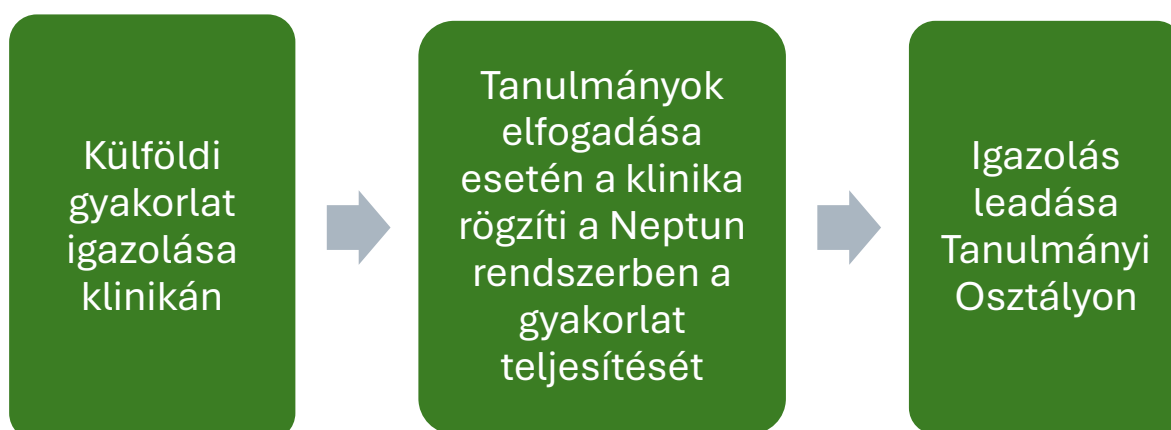 Külföldi
gyakorlat
igazolása
klinikán
Tanulmányok
elfogadása
esetén a klinika
rögzíti a Neptun
rendszerben a
gyakorlat
teljesítését
Igazolás
leadása
Tanulmányi
Osztályon